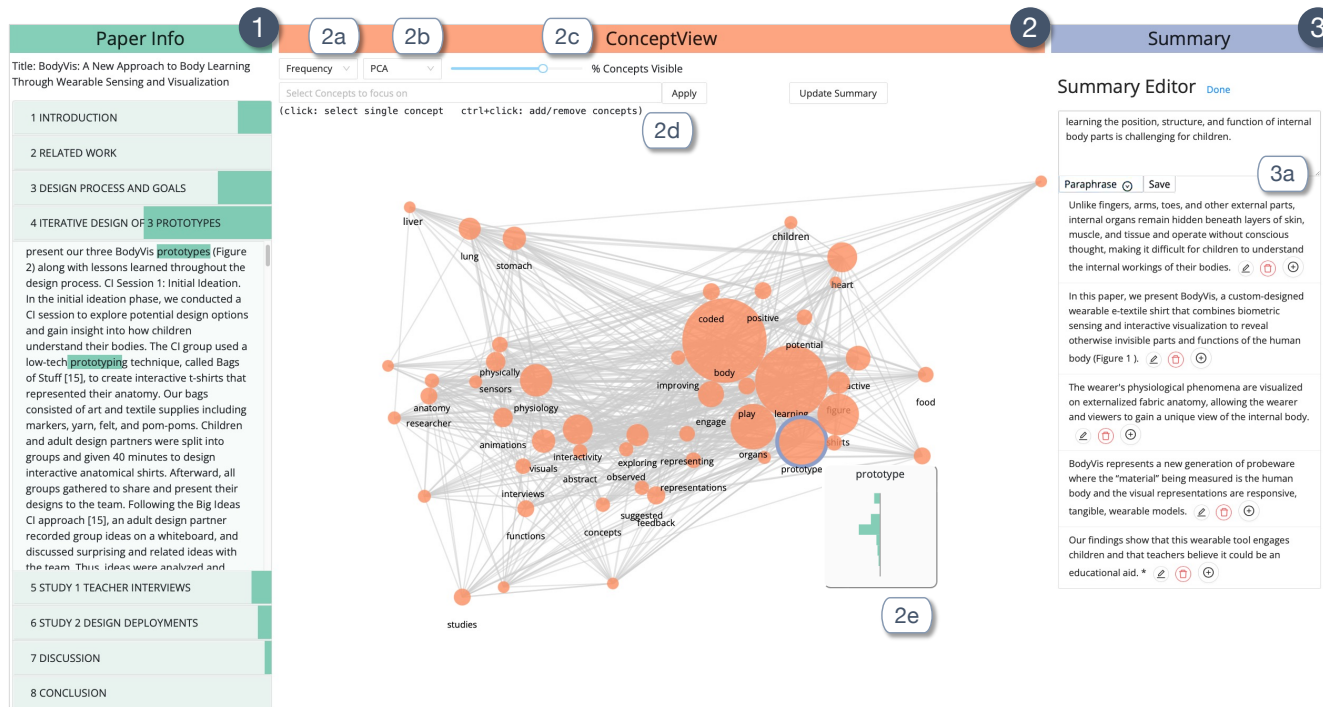 Paper Info
1
Title: BodyVis: A New Approach to Body Learning
Through Wearable Sensing and Visualization
1 INTRODUCTION
2 RELATED WORK
3 DESIGN PROCESS AND GOALS
4 ITERATIVE DESIGN OF 3 PROTOTYPES
present our three BodyVis prototypes (Figure
2) along with lessons learned throughout the
design process. CI Session 1: Initial Ideation.
In the initial ideation phase, we conducted a
CI session to explore potential design options
and gain insight into how children
understand their bodies. The CI group used a
low-tech prototyping technique, called Bags
of Stuff [15], to create interactive t-shirts that
represented their anatomy. Our bags
consisted of art and textile supplies including
markers, yarn, felt, and pom-poms. Children
and adult design partners were split into
groups and given 40 minutes to design
interactive anatomical shirts. Afterward, all
groups gathered to share and present their
designs to the team. Following the Big Ideas
CI approach [15], an adult design partner
recorded group ideas on a whiteboard, and
discussed surprising and related ideas with
the team. Thus, ideas were analyzed and
5 STUDY 1 TEACHER INTERVIEWS
6 STUDY 2 DESIGN DEPLOYMENTS
7 DISCUSSION
8 CONCLUSION
2a
2b
2c
ConceptView
2
Frequency
PCA
% Concepts Visible
Select Concepts to focus on
Apply
Update Summary
(click: select single concept ctrl+click: add/remove concepts)
2d
liver
children
lung
stomach
heart
coded
positive
potential
physically
body
sensors
improving
active
food
anatomy
physiology
play
learning
figure
researcher
engage
animations
organs
shirts
interactivity
visuals
exploring
representing
prototype
abstract
observed
interviews
representations
suggested
feedback
functions
concepts
studies
prototype
2e
Summary
3
Summary Editor
Done
learning the position, structure, and function of internal
body parts is challenging for children.
3a
Paraphrase
Save
Unlike fingers, arms, toes, and other external parts,
internal organs remain hidden beneath layers of skin,
muscle, and tissue and operate without conscious
thought, making it difficult for children to understand
the internal workings of their bodies.
In this paper, we present BodyVis, a custom-designed
wearable e-textile shirt that combines biometric
sensing and interactive visualization to reveal
otherwise invisible parts and functions of the human
body (Figure 1 ).
The wearer's physiological phenomena are visualized
on externalized fabric anatomy, allowing the wearer
and viewers to gain a unique view of the internal body.
BodyVis represents a new generation of probeware
where the “material” being measured is the human
body and the visual representations are responsive,
tangible, wearable models.
Our findings show that this wearable tool engages
children and that teachers believe it could be an
educational aid. *